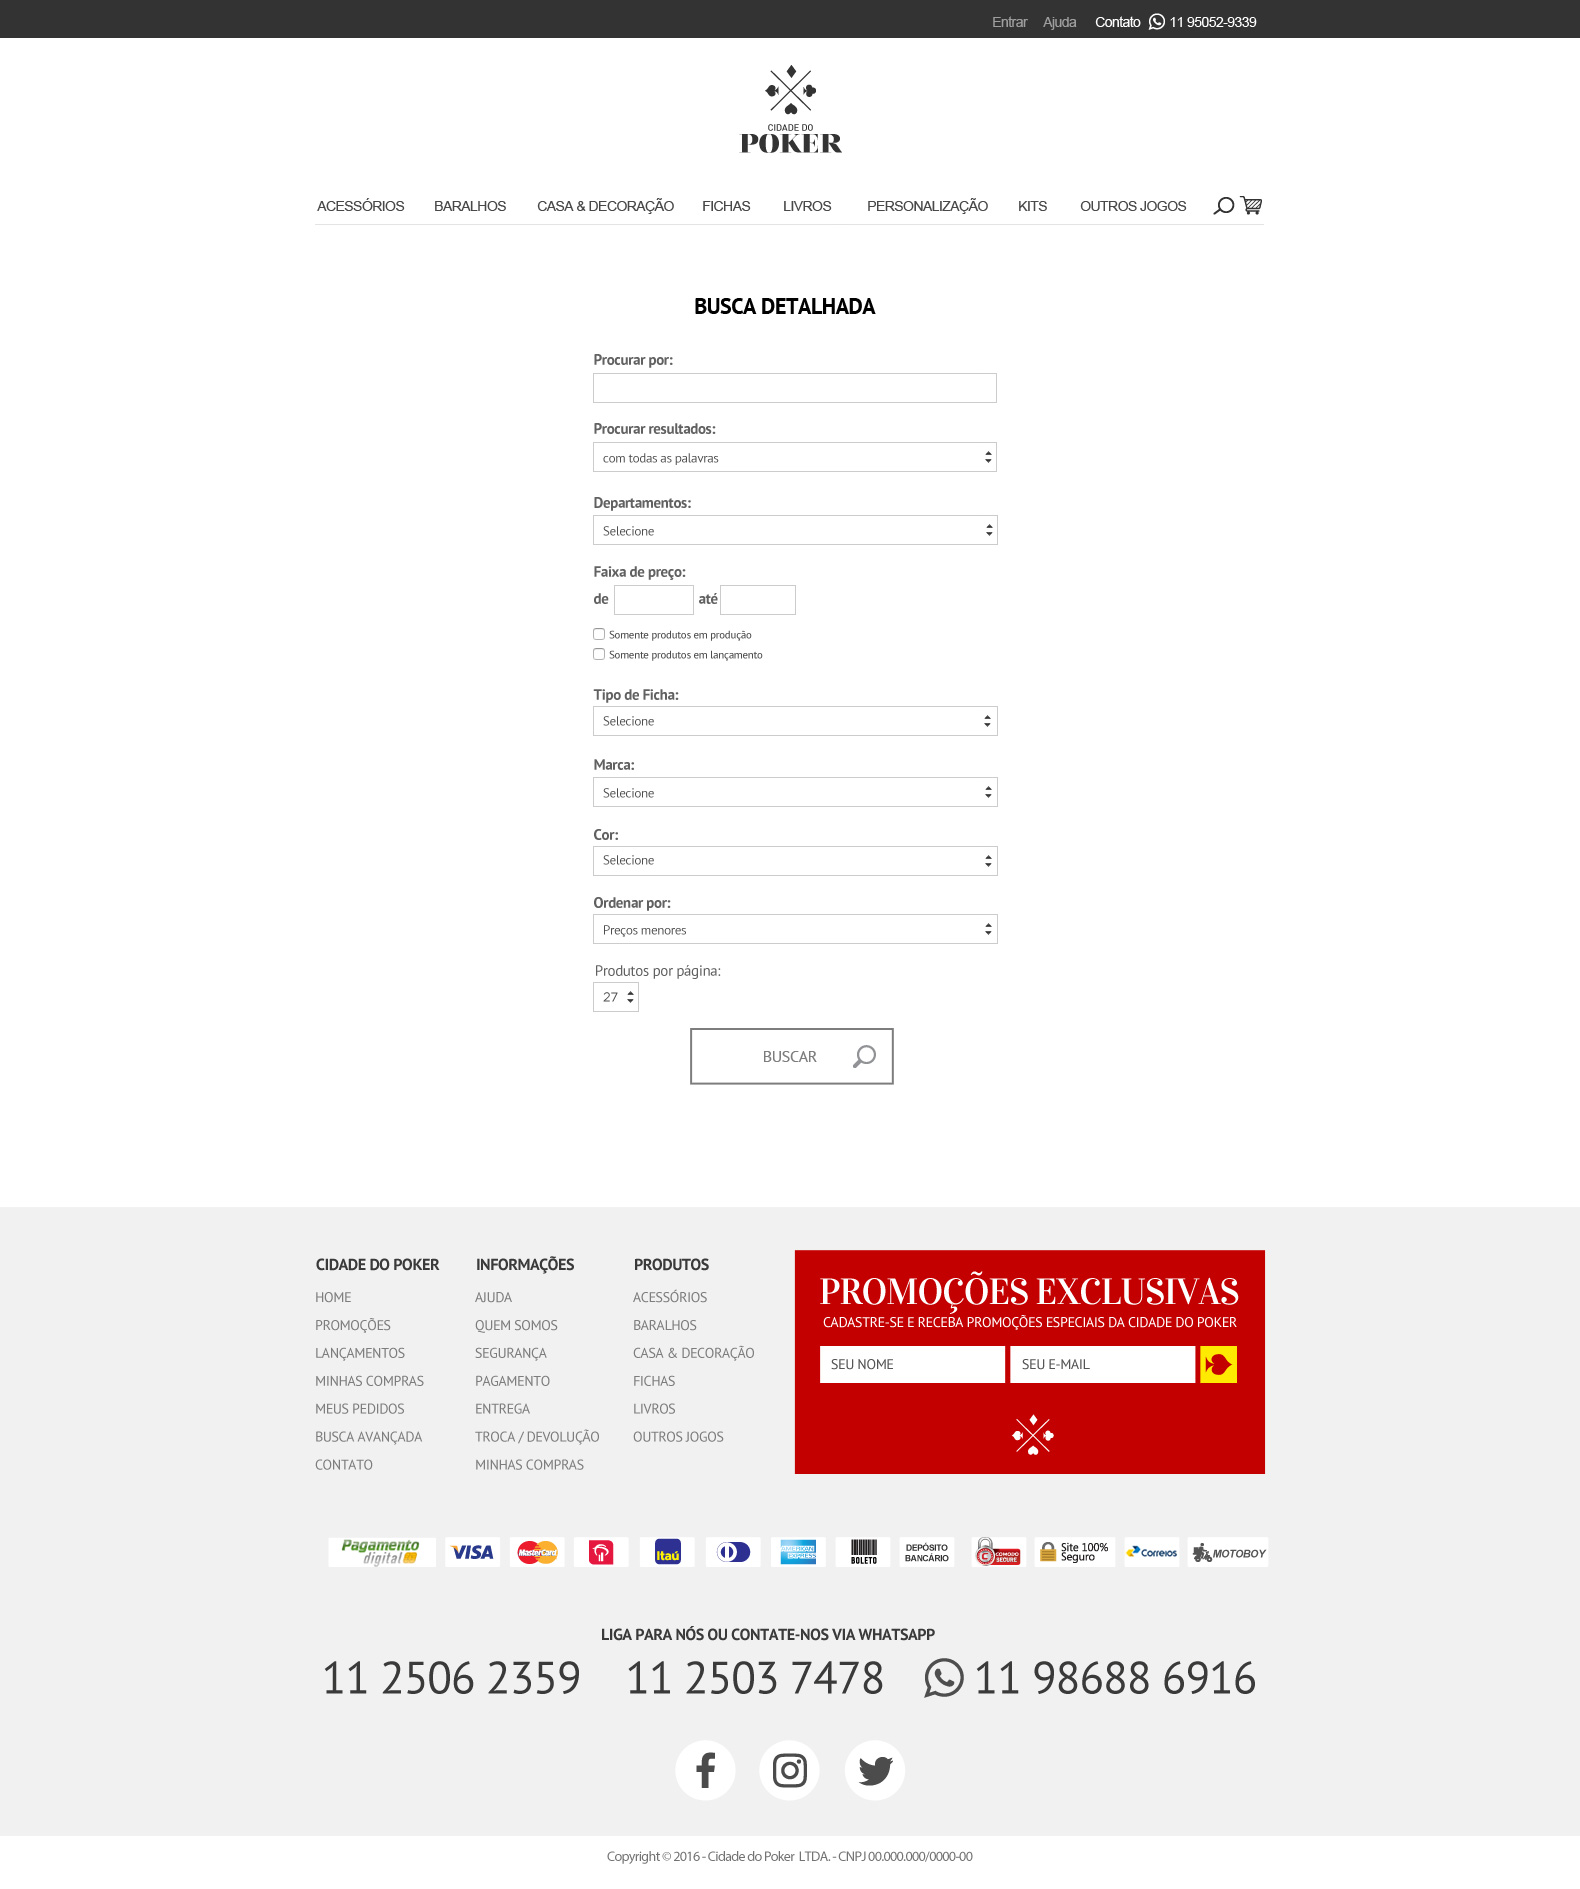 Entrar Ajuda Contato 11 95052-9339
CIDADE DO
POKER
ACESSÓRIOS BARALHOS CASA & DECORAÇÃO FICHAS LIVROS PERSONALIZAÇÃO KITS OUTROS JOGOS
BUSCA DETALHADA
Procurar por:
Procurar resultados:
com todas as palavras
Departamentos:
Selecione
Faixa de preço:
de até
Somente produtos em produção
Somente produtos em lançamento
Tipo de Ficha:
Selecione
Marca:
Selecione
Cor:
Selecione
Ordenar por:
Preços menores
Produtos por página:
27
BUSCAR
CIDADE DO POKER
HOME
PROMOÇÕES
LANÇAMENTOS
MINHAS COMPRAS
MEUS PEDIDOS
BUSCA AVANÇADA
CONTATO
INFORMAÇÕES
AJUDA
QUEM SOMOS
SEGURANÇA
PAGAMENTO
ENTREGA
TROCA / DEVOLUÇÃO
MINHAS COMPRAS
PRODUTOS
ACESSÓRIOS
BARALHOS
CASA & DECORAÇÃO
FICHAS
LIVROS
OUTROS JOGOS
PROMOÇÕES EXCLUSIVAS
CADASTRE-SE E RECEBA PROMOÇÕES ESPECIAIS DA CIDADE DO POKER
SEU NOME SEU E-MAIL
Pagamento
digital
VISA
MasterCard
Itaú
AMERICAN
EXPRESS
BOLETO
DEPÓSITO
BANCÁRIO
COMODO
SECURE
Site 100%
Seguro
CORREIOS
MOTOBOY
LIGA PARA NÓS OU CONTATE-NOS VIA WHATSAPP
11 2506 2359 11 2503 7478 11 98688 6916
Copyright © 2016 - Cidade do Poker LTDA. - CNPJ 00.000.000/0000-00